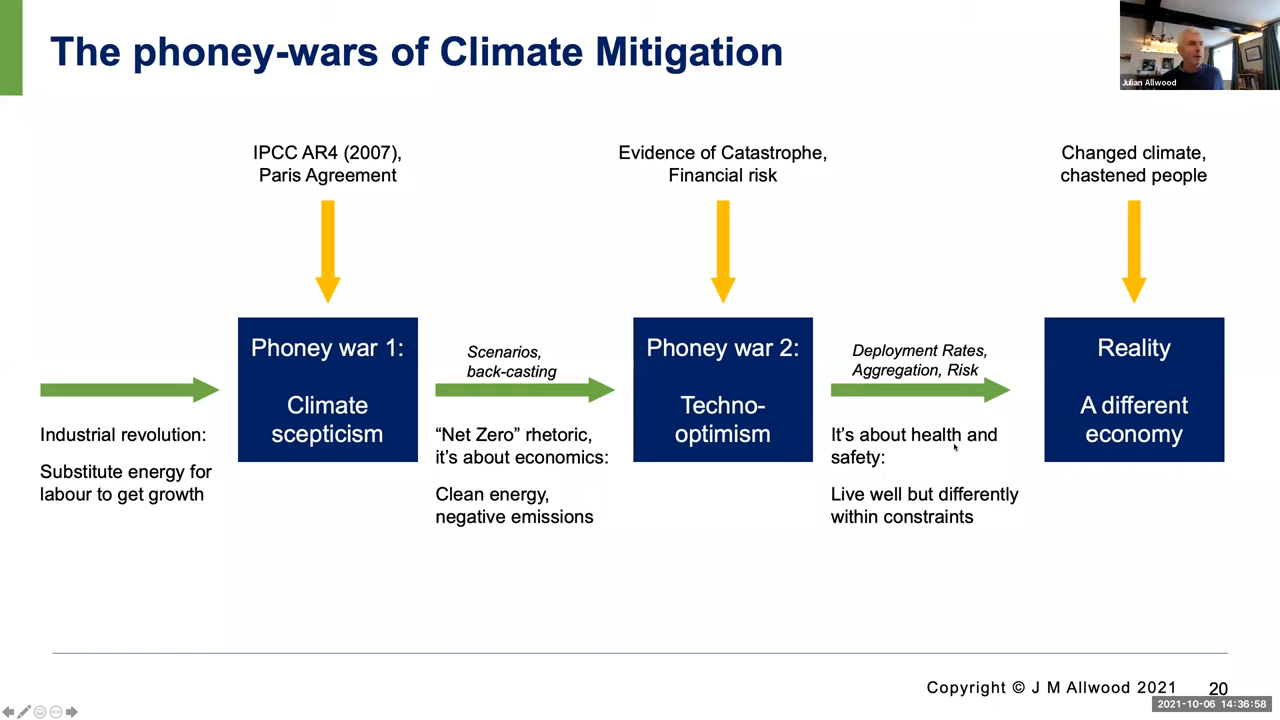 The phoney-wars of Climate Mitigation
Julian Allwood
IPCC AR4 (2007),
Paris Agreement
Evidence of Catastrophe,
Financial risk
Changed climate,
chastened people
Industrial revolution:
Substitute energy for
labour to get growth
Phoney war 1:
Climate
scepticism
Scenarios,
back-casting
“Net Zero” rhetoric,
it’s about economics:
Clean energy,
negative emissions
Phoney war 2:
Techno-
optimism
Deployment Rates,
Aggregation, Risk
It’s about health and
safety:
Live well but differently
within constraints
Reality
A different
economy
Copyright © J M Allwood 2021
20
2021-10-06 14:36:58